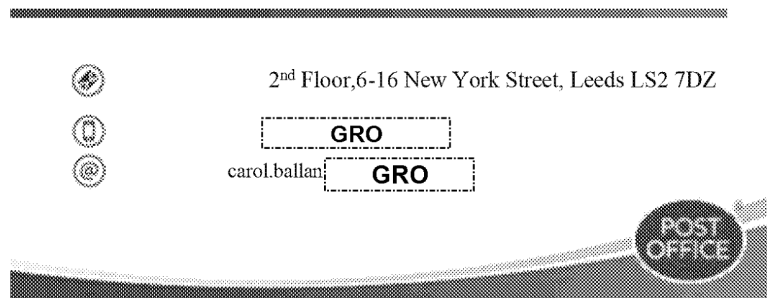 2nd Floor,6-16 New York Street, Leeds LS2 7DZ
GRO
carol.ballan GRO
POST
OFFICE